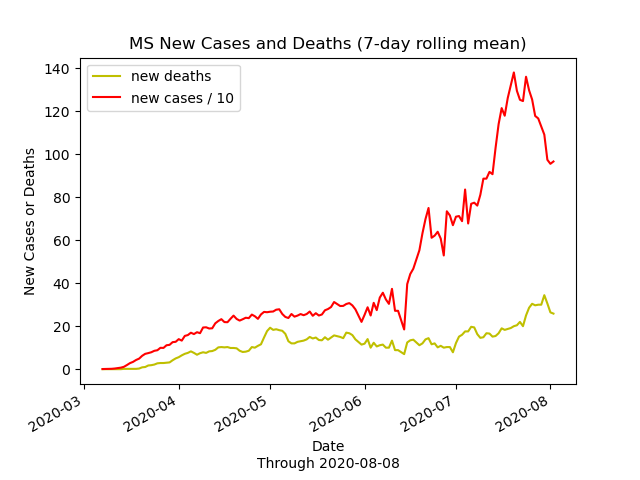 MS New Cases and Deaths (7-day rolling mean)
new deaths
new cases / 10
140
120
100
80
60
40
20
0
New Cases or Deaths
2020-03
2020-04
2020-05
2020-06
2020-07
2020-08
Date
Through 2020-08-08